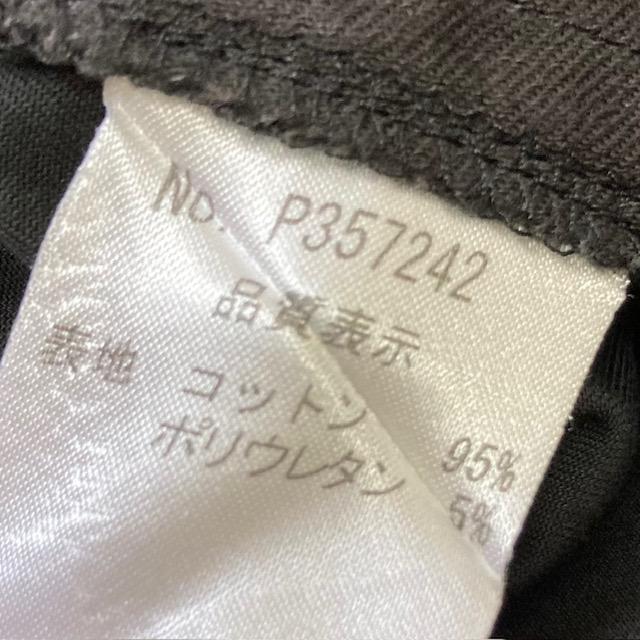 No. P357242
品質表示
表地 コットン 95%
ポリウレタン 5%